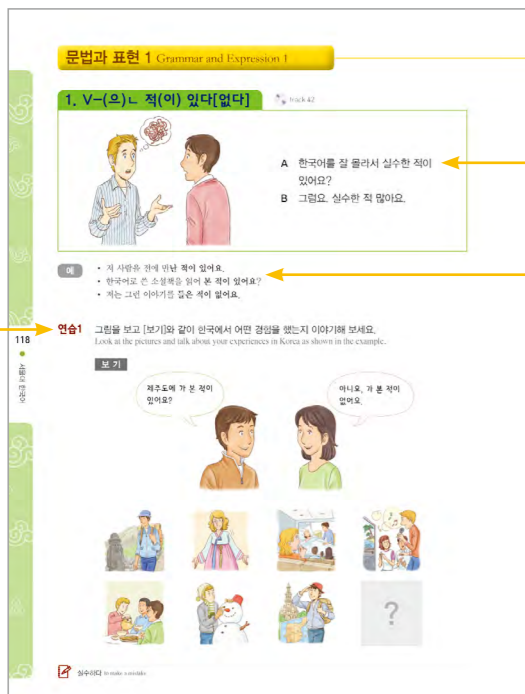 문법과 표현 1 Grammar and Expression 1
1. V-(으)ㄴ 적(이) 있다[없다]
track 42
A 한국어를 잘 몰라서 실수한 적이
있어요?
B 그럼요. 실수한 적 많아요.
예
• 저 사람을 전에 만난 적이 있어요.
• 한국어로 쓴 소설책을 읽어 본 적이 있어요?
• 저는 그런 이야기를 들은 적이 없어요.
연습1 그림을 보고 [보기]와 같이 한국에서 어떤 경험을 했는지 이야기해 보세요.
Look at the pictures and talk about your experiences in Korea as shown in the example.
118
서울대 한국어
보기
제주도에 가 본 적이
있어요?
아니요, 가 본 적이
없어요.
?
실수하다 to make a mistake